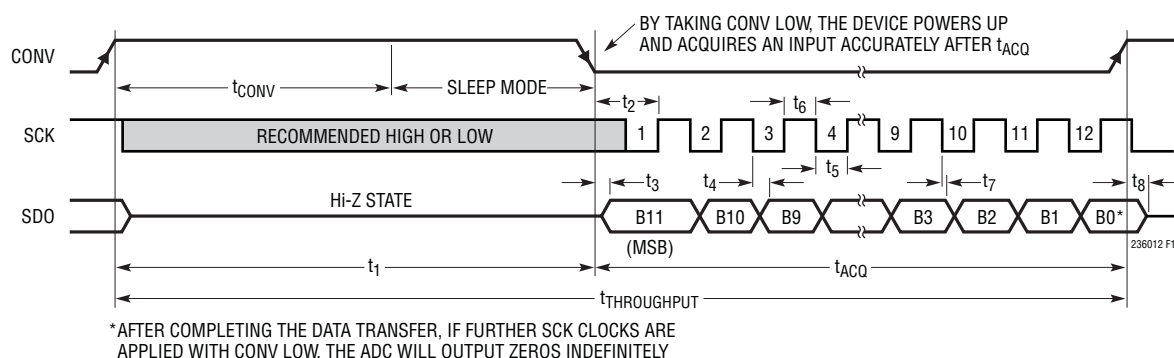 BY TAKING CONV LOW, THE DEVICE POWERS UP
AND ACQUIRES AN INPUT ACCURATELY AFTER tACQ
CONV
tCONV
SLEEP MODE
t2
t6
SCK
RECOMMENDED HIGH OR LOW
1
2
3
4
9
10
11
12
t3
t4
t5
t7
t8
SDO
Hi-Z STATE
B11
B10
B9
B3
B2
B1
B0*
(MSB)
236012 F1
t1
tACQ
tTHROUGHPUT
*AFTER COMPLETING THE DATA TRANSFER, IF FURTHER SCK CLOCKS ARE
APPLIED WITH CONV LOW, THE ADC WILL OUTPUT ZEROS INDEFINITELY